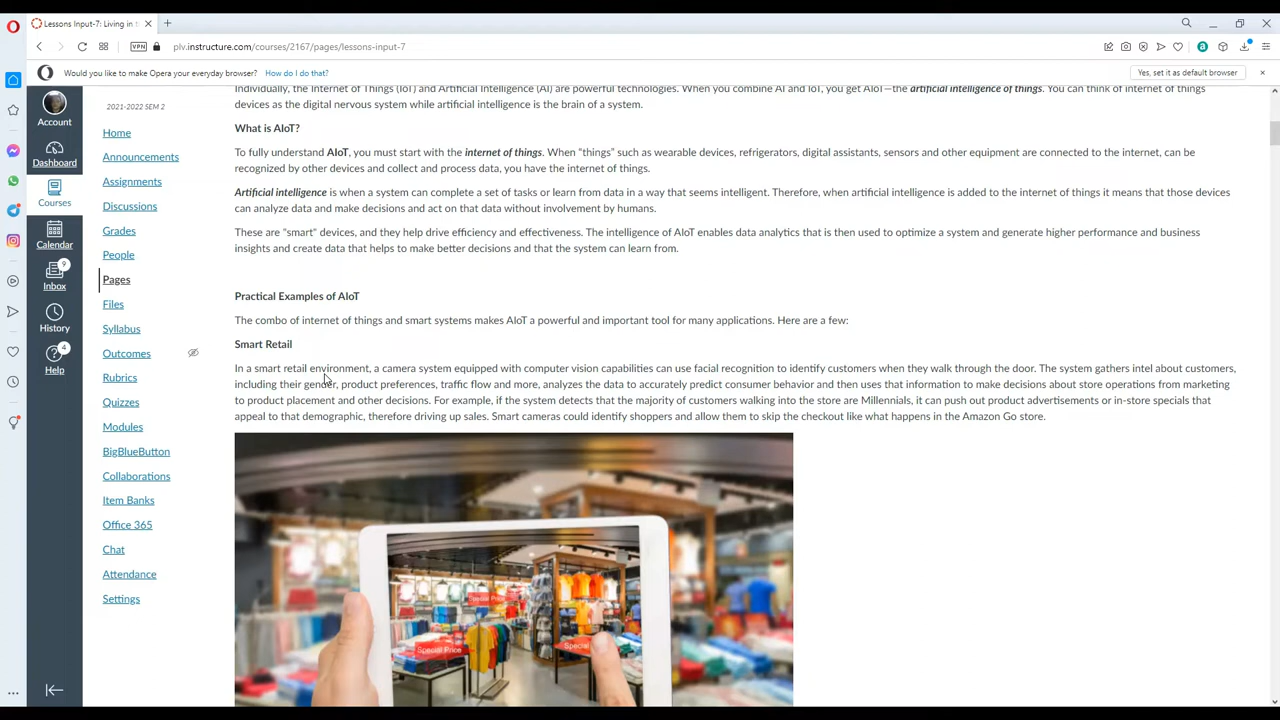 Lessons Input-7: Living in t
VPN
plv.instructure.com/courses/2167/pages/lessons-input-7
Would you like to make Opera your everyday browser? How do I do that?
Yes, set it as default browser
Account
Dashboard
Courses
Calendar
9
Inbox
History
4
Help
2021-2022 SEM 2
Home
Announcements
Assignments
Discussions
Grades
People
Pages
Files
Syllabus
Outcomes
Rubrics
Quizzes
Modules
BigBlueButton
Collaborations
Item Banks
Office 365
Chat
Attendance
Settings
Individually, the Internet of Things (IoT) and Artificial Intelligence (AI) are powerful technologies. When you combine AI and IoT, you get AIoT—the artificial intelligence of things. You can think of internet of things
devices as the digital nervous system while artificial intelligence is the brain of a system.
What is AIoT?
To fully understand AIoT, you must start with the internet of things. When “things” such as wearable devices, refrigerators, digital assistants, sensors and other equipment are connected to the internet, can be
recognized by other devices and collect and process data, you have the internet of things.
Artificial intelligence is when a system can complete a set of tasks or learn from data in a way that seems intelligent. Therefore, when artificial intelligence is added to the internet of things it means that those devices
can analyze data and make decisions and act on that data without involvement by humans.
These are "smart" devices, and they help drive efficiency and effectiveness. The intelligence of AIoT enables data analytics that is then used to optimize a system and generate higher performance and business
insights and create data that helps to make better decisions and that the system can learn from.
Practical Examples of AIoT
The combo of internet of things and smart systems makes AIoT a powerful and important tool for many applications. Here are a few:
Smart Retail
In a smart retail environment, a camera system equipped with computer vision capabilities can use facial recognition to identify customers when they walk through the door. The system gathers intel about customers,
including their gender, product preferences, traffic flow and more, analyzes the data to accurately predict consumer behavior and then uses that information to make decisions about store operations from marketing
to product placement and other decisions. For example, if the system detects that the majority of customers walking into the store are Millennials, it can push out product advertisements or in-store specials that
appeal to that demographic, therefore driving up sales. Smart cameras could identify shoppers and allow them to skip the checkout like what happens in the Amazon Go store.
Special Price
Special Price
Special